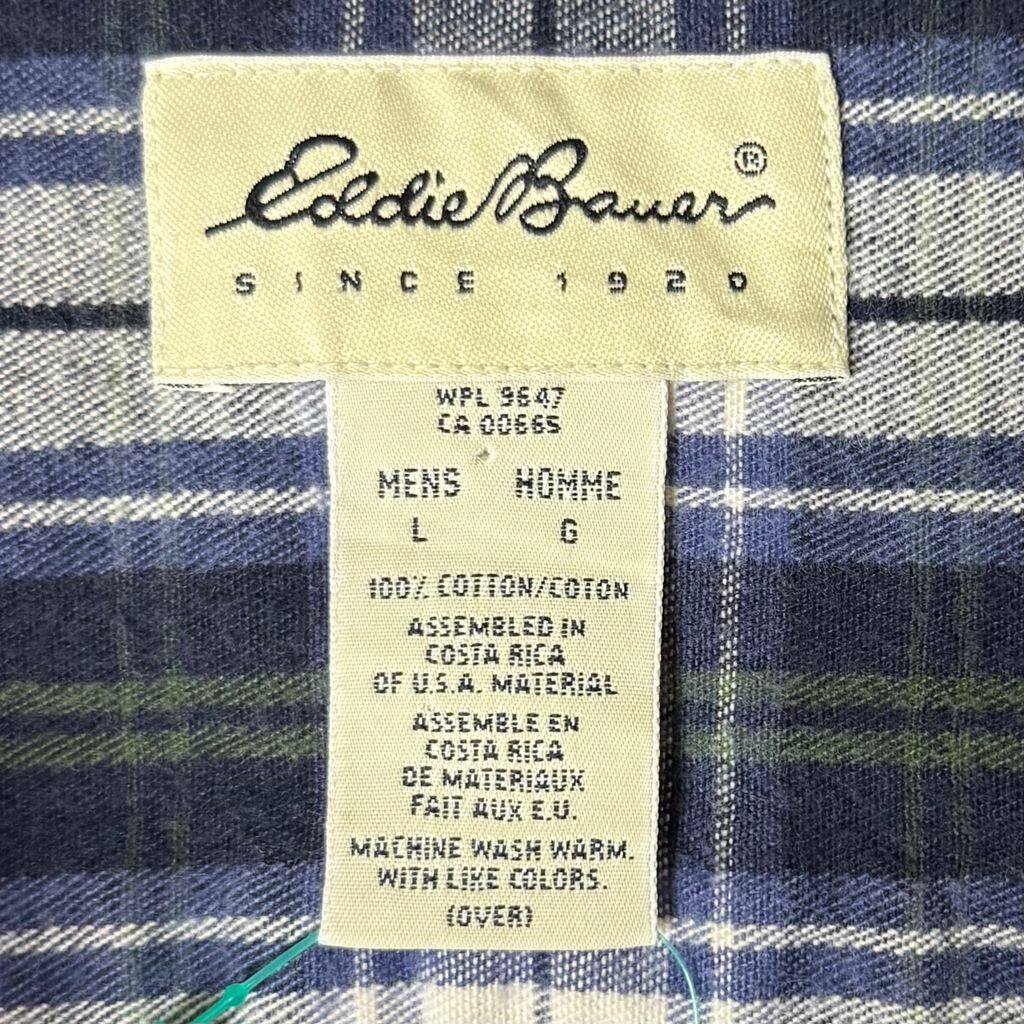 Eddie Bauer®
SINCE 1920
WPL 9647
CA 00665
MENS HOMME
L G
100% COTTON/COTON
ASSEMBLED IN
COSTA RICA
OF U.S.A. MATERIAL
ASSEMBLE EN
COSTA RICA
DE MATERIAUX
FAIT AUX E.U.
MACHINE WASH WARM.
WITH LIKE COLORS.
(OVER)